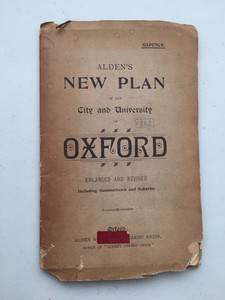 SIXPENCE.
ALDEN'S
NEW PLAN
OF THE
City and University
OF
OXFORD
ENLARGED AND REVISED
Including Summertown and Suburbs
Oxford:
ALDEN